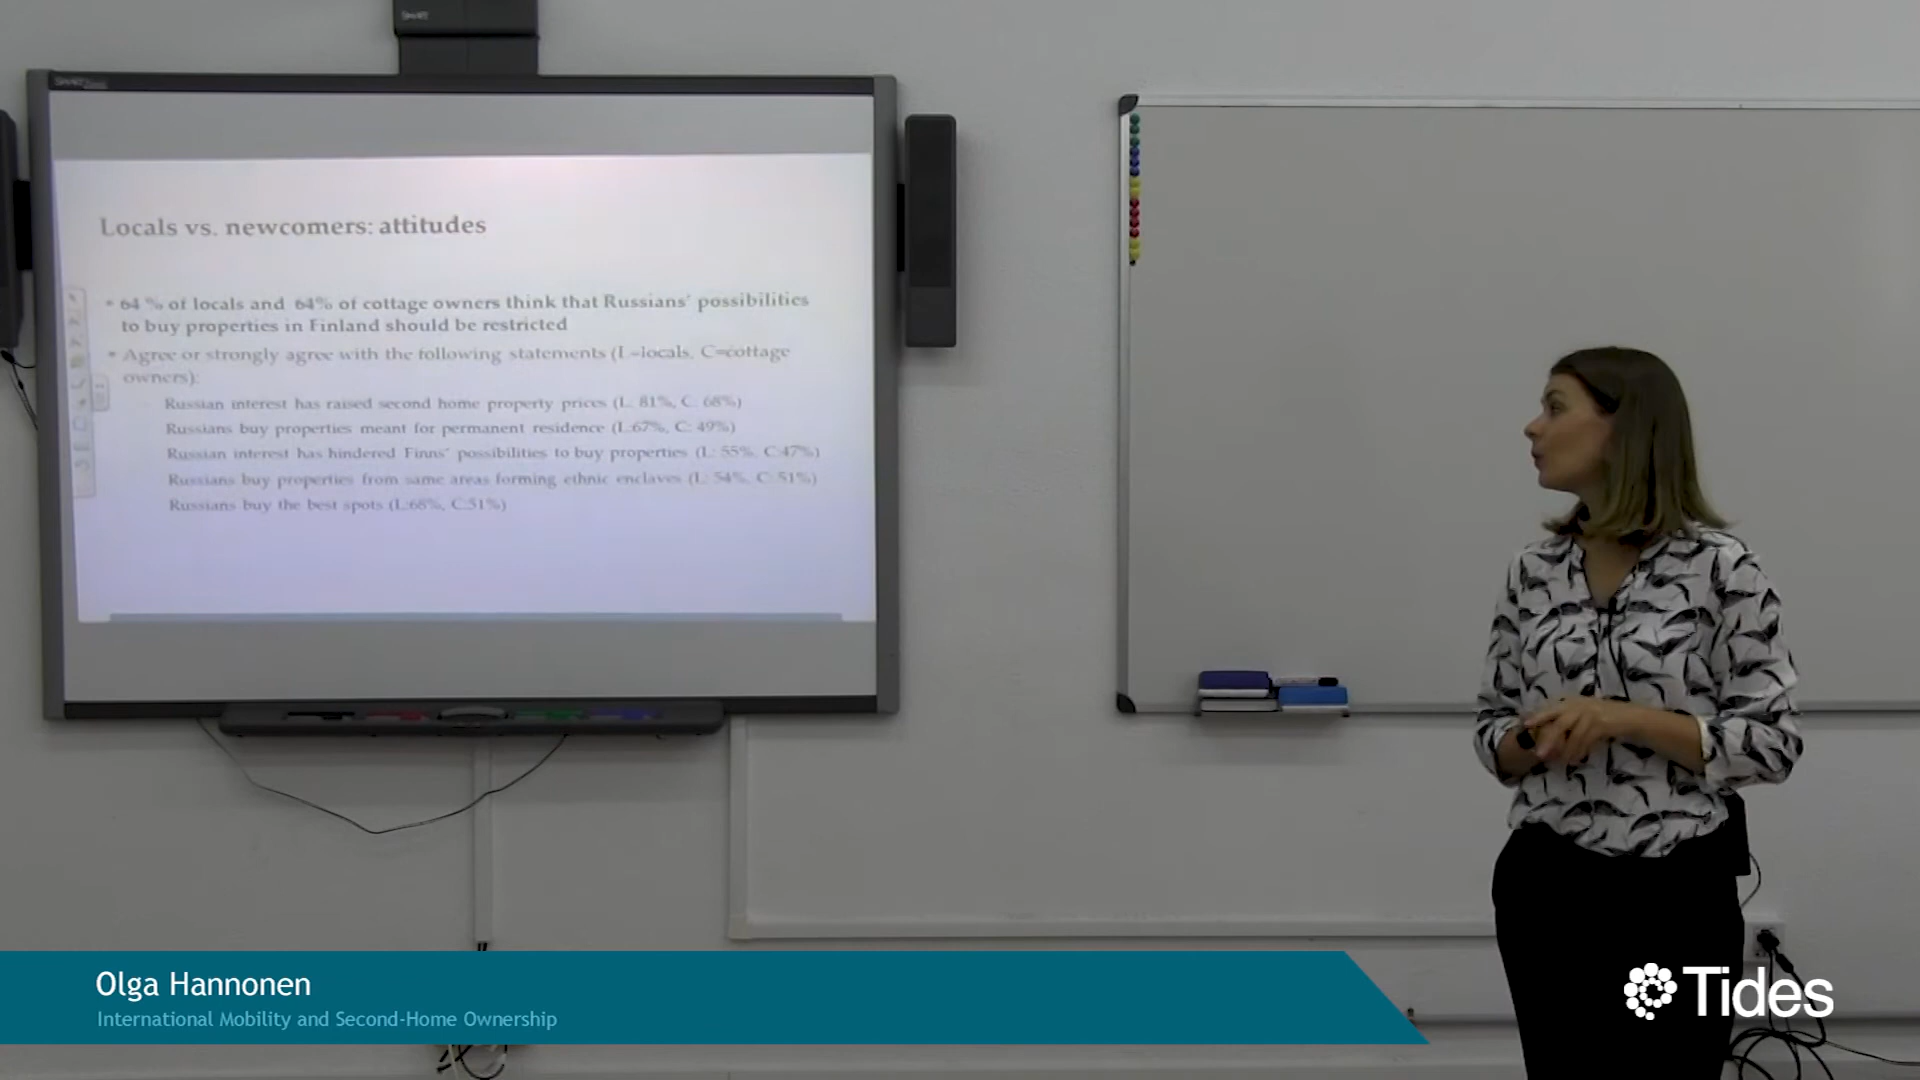 SMART
SMART
Locals vs. newcomers: attitudes
64 % of locals and 64% of cottage owners think that Russians' possibilities
to buy properties in Finland should be restricted
Agree or strongly agree with the following statements (L=locals, C=cottage
owners):
Russian interest has raised second home property prices (L: 81%, C: 68%)
Russians buy properties meant for permanent residence (L:67%, C: 49%)
Russian interest has hindered Finns' possibilities to buy properties (L: 55%, C:47%)
Russians buy properties from same areas forming ethnic enclaves (L: 54%, C:51%)
Russians buy the best spots (L:68%, C:51%)
Olga Hannonen
International Mobility and Second-Home Ownership
Tides